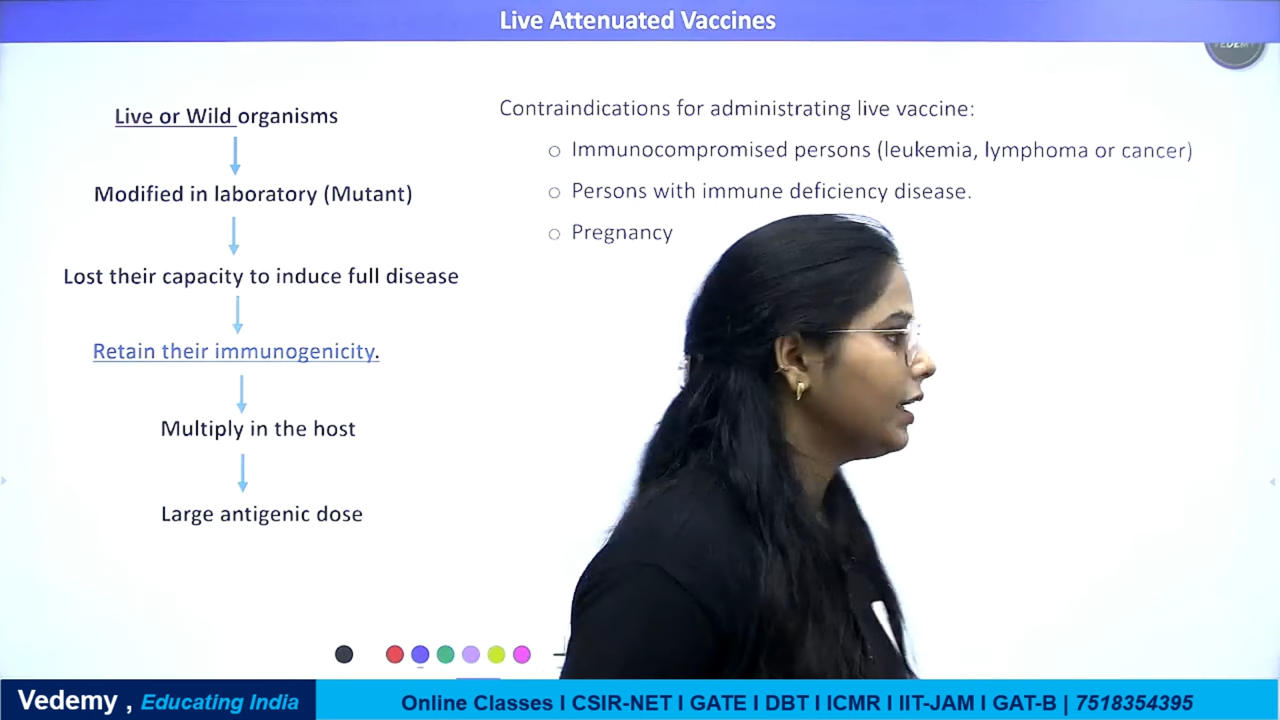 Live Attenuated Vaccines
VEDEMY
Live or Wild organisms
Modified in laboratory (Mutant)
Lost their capacity to induce full disease
Retain their immunogenicity.
Multiply in the host
Large antigenic dose
Contraindications for administrating live vaccine:
○ Immunocompromised persons (leukemia, lymphoma or cancer)
○ Persons with immune deficiency disease.
○ Pregnancy
Vedemy , Educating India
Online Classes I CSIR-NET I GATE I DBT I ICMR I IIT-JAM I GAT-B | 7518354395